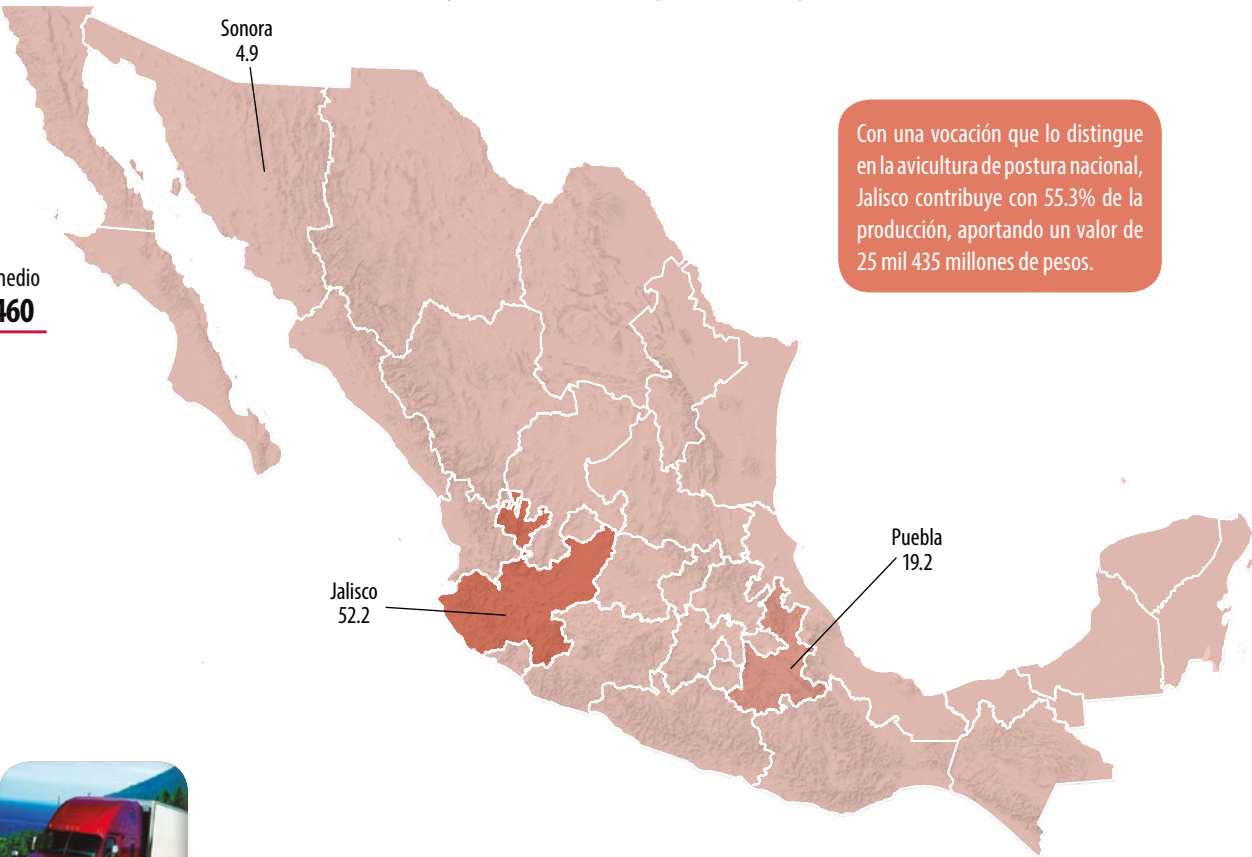 Sonora
4.9
Con una vocación que lo distingue
en la avicultura de postura nacional,
Jalisco contribuye con 55.3% de la
producción, aportando un valor de
25 mil 435 millones de pesos.
Puebla
19.2
Jalisco
52.2